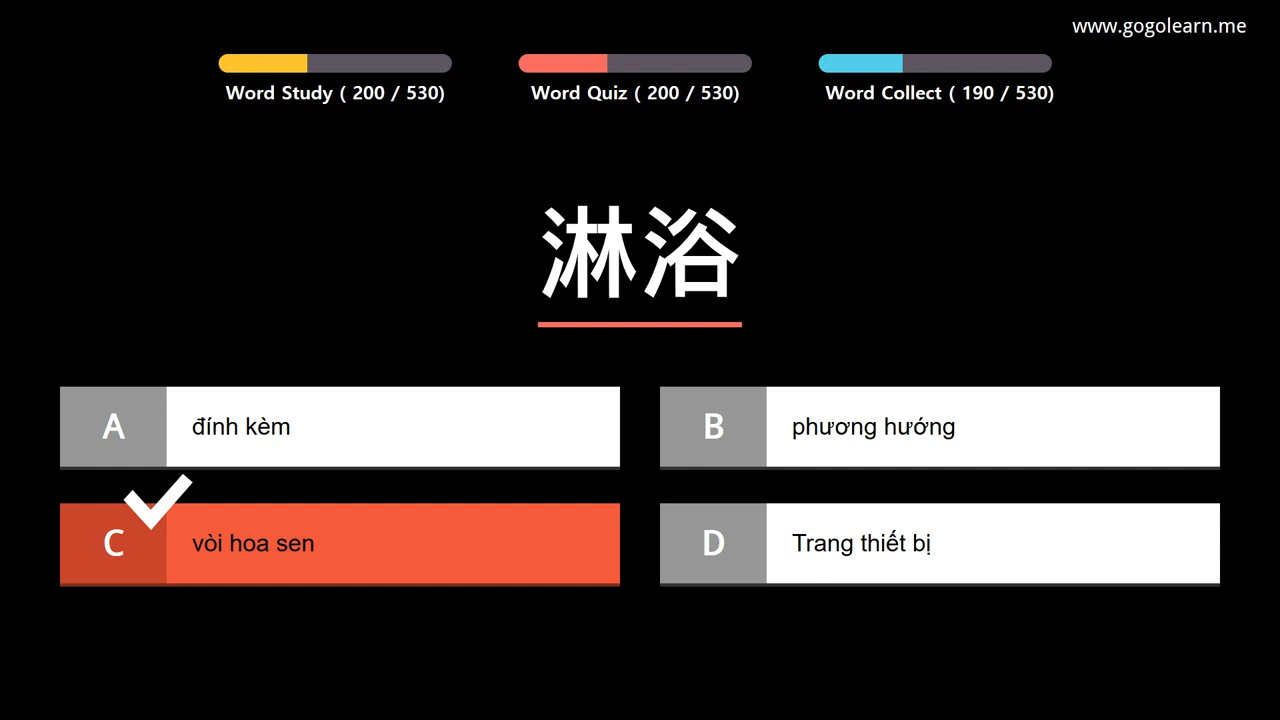 www.gogolearn.me
Word Study ( 200 / 530)
Word Quiz ( 200 / 530)
Word Collect ( 190 / 530)
淋浴
A đính kèm
B phương hướng
C vòi hoa sen
D Trang thiết bị